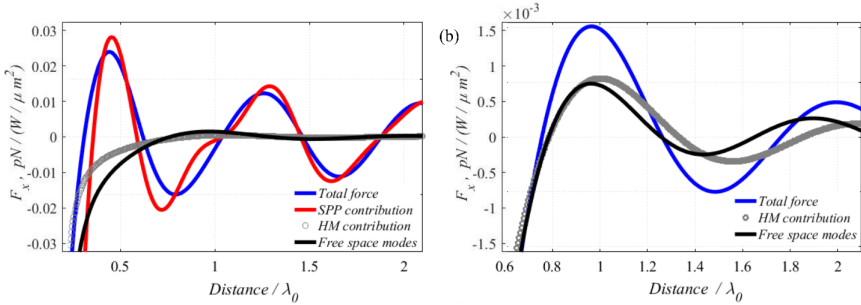 0.03
0.02
0.01
0
-0.01
-0.02
-0.03
F_x , pN / (W / μ m²)
Total force
SPP contribution
HM contribution
Free space modes
0.5
1
1.5
2
Distance / λ₀
(b)
×10⁻³
1.5
1
0.5
0
-0.5
-1
-1.5
F_x , pN / (W / μ m²)
Total force
HM contribution
Free space modes
0.6
0.8
1
1.2
1.4
1.6
1.8
2
Distance / λ₀